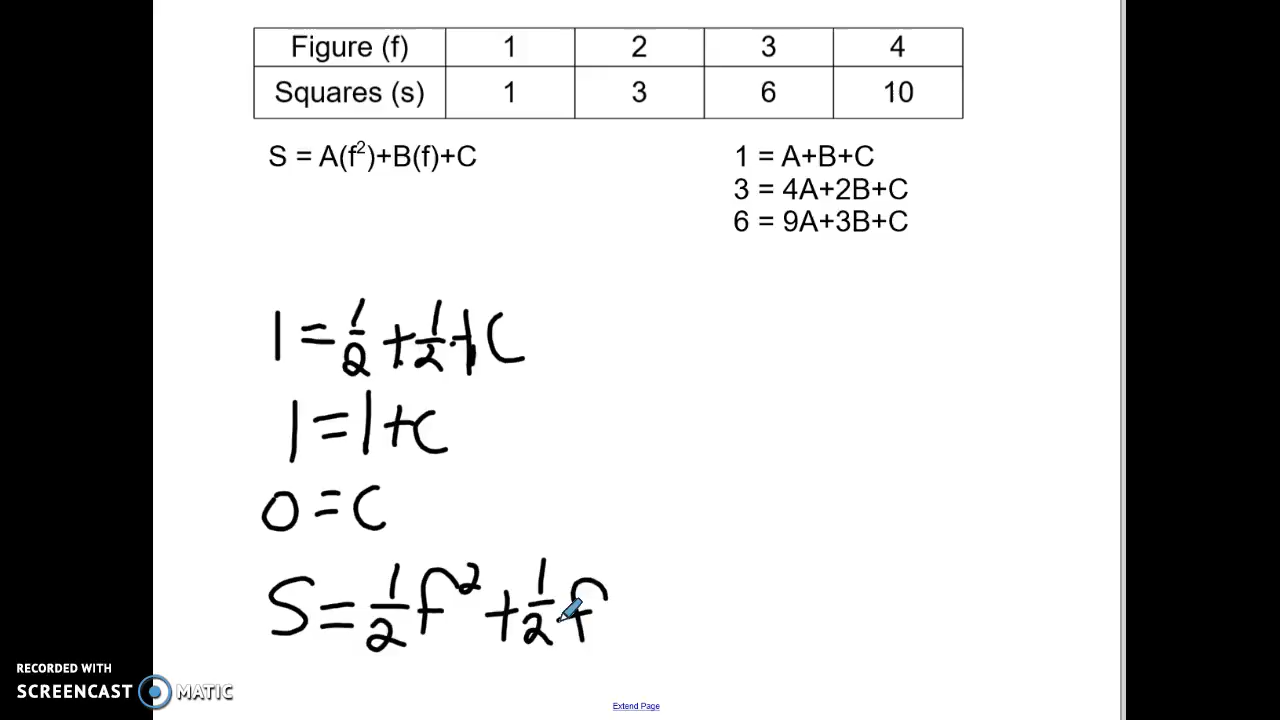 Figure (f) 1 2 3 4
Squares (s) 1 3 6 10
S = A(f²)+B(f)+C
1 = A+B+C
3 = 4A+2B+C
6 = 9A+3B+C
1 = 1/2 + 1/2 + C
1 = 1 + C
0 = C
S = 1/2 f² + 1/2 f
RECORDED WITH
SCREENCAST MATIC
Extend Page